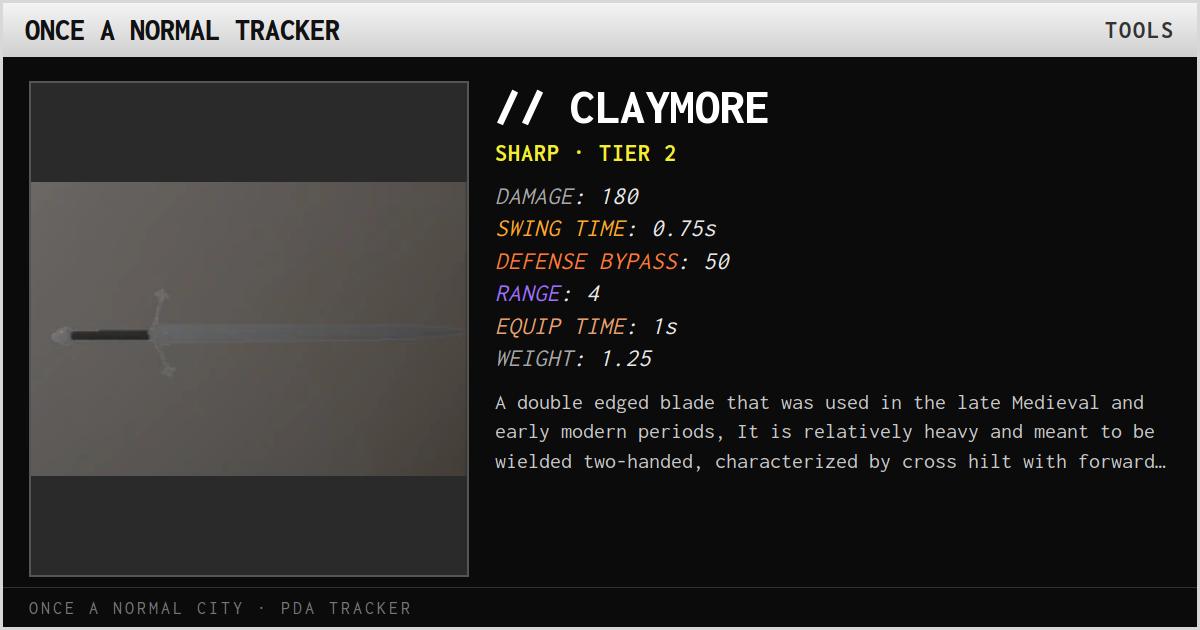 ONCE A NORMAL TRACKER
TOOLS
// CLAYMORE
SHARP · TIER 2
DAMAGE: 180
SWING TIME: 0.75s
DEFENSE BYPASS: 50
RANGE: 4
EQUIP TIME: 1s
WEIGHT: 1.25
A double edged blade that was used in the late Medieval and
early modern periods, It is relatively heavy and meant to be
wielded two-handed, characterized by cross hilt with forward…
ONCE A NORMAL CITY · PDA TRACKER